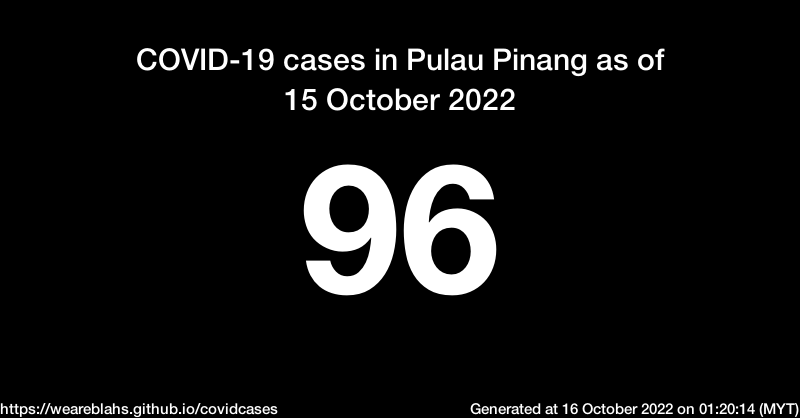 COVID-19 cases in Pulau Pinang as of
15 October 2022
96
https://weareblahs.github.io/covidcases
Generated at 16 October 2022 on 01:20:14 (MYT)